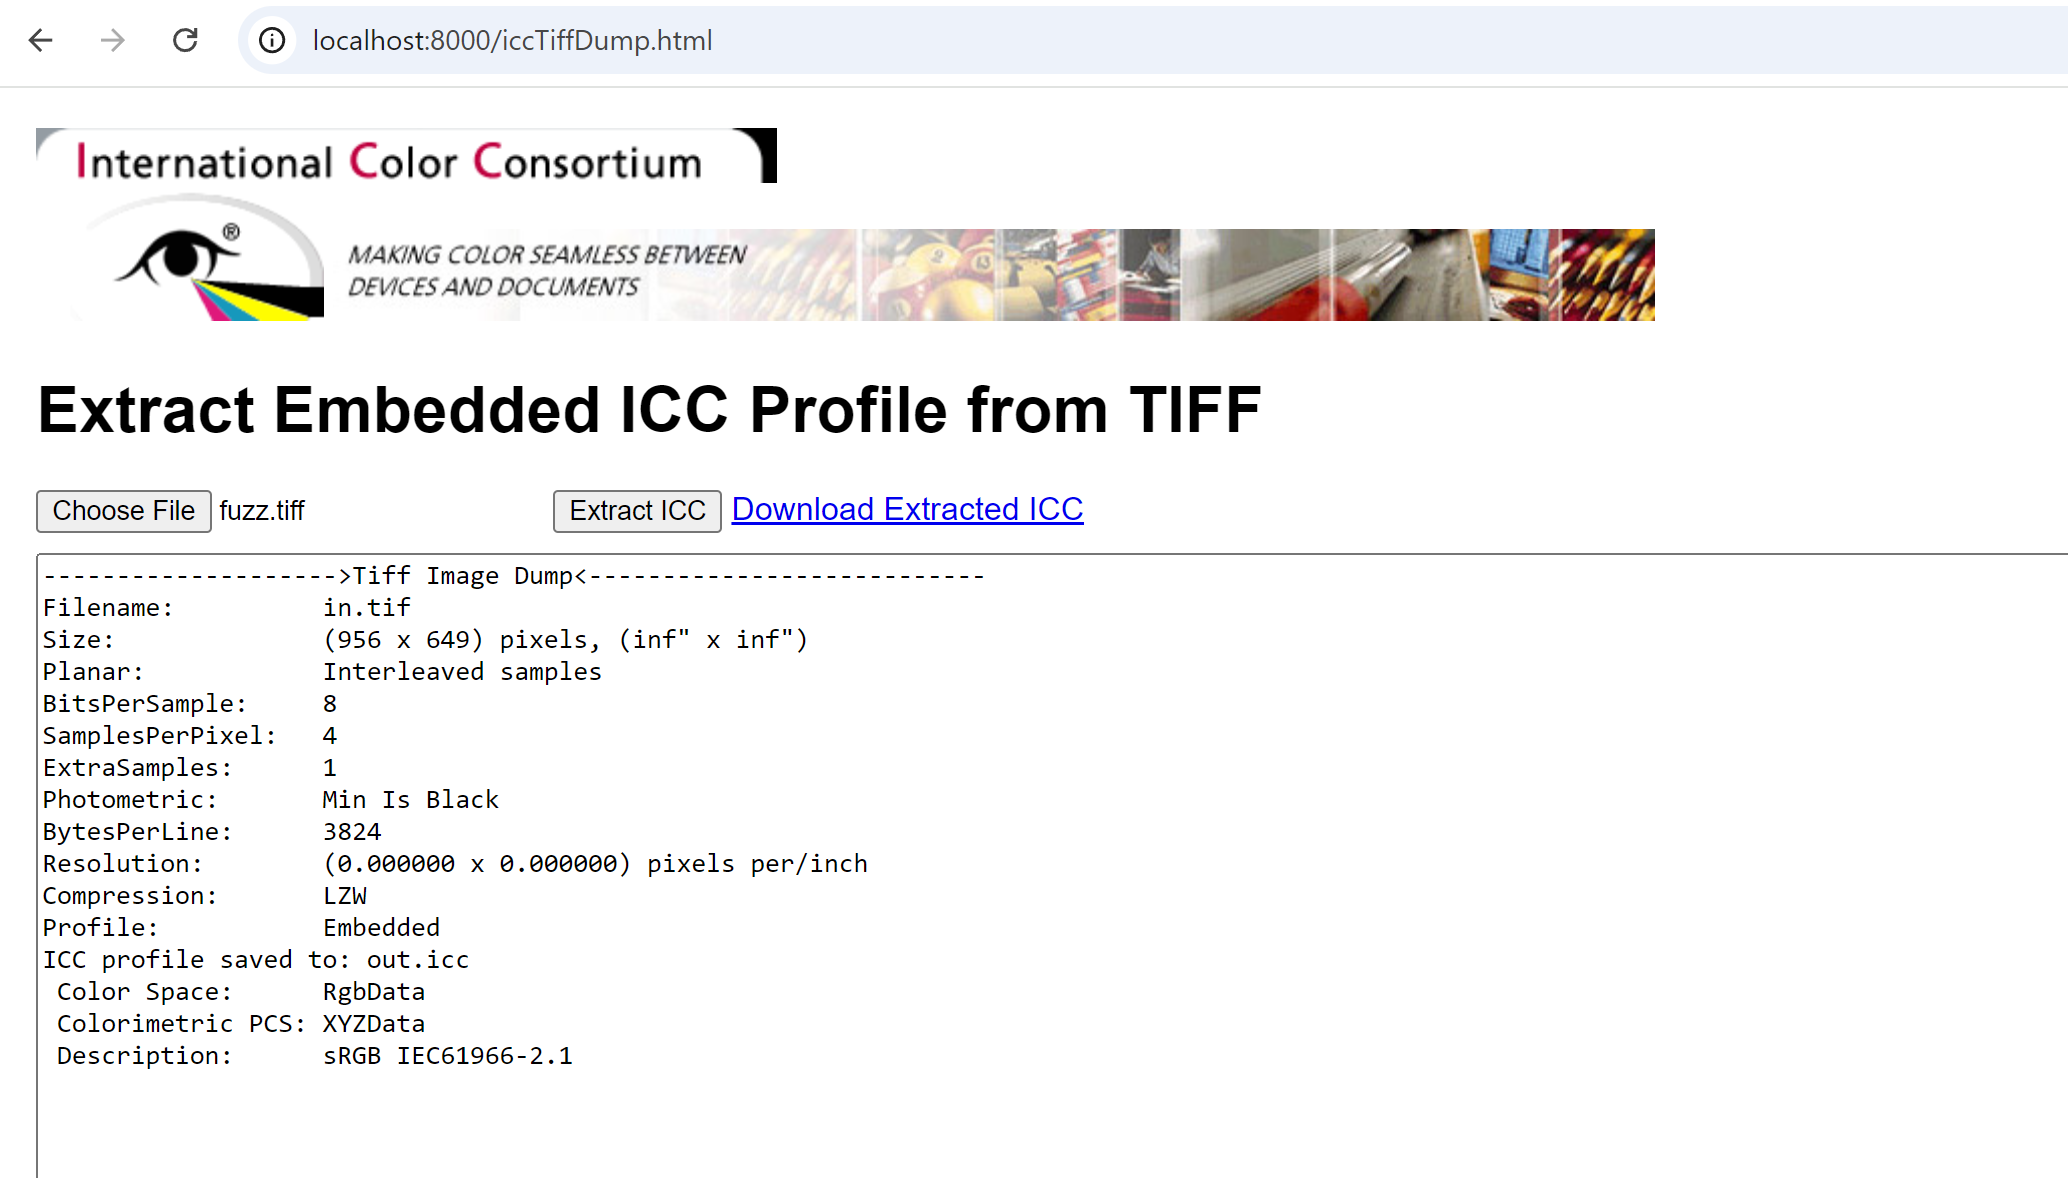 localhost:8000/iccTiffDump.html
International Color Consortium
®
MAKING COLOR SEAMLESS BETWEEN
DEVICES AND DOCUMENTS
Extract Embedded ICC Profile from TIFF
Choose File fuzz.tiff Extract ICC Download Extracted ICC
-------------------->Tiff Image Dump<---------------------------
Filename: in.tif
Size: (956 x 649) pixels, (inf" x inf")
Planar: Interleaved samples
BitsPerSample: 8
SamplesPerPixel: 4
ExtraSamples: 1
Photometric: Min Is Black
BytesPerLine: 3824
Resolution: (0.000000 x 0.000000) pixels per/inch
Compression: LZW
Profile: Embedded
ICC profile saved to: out.icc
Color Space: RgbData
Colorimetric PCS: XYZData
Description: sRGB IEC61966-2.1